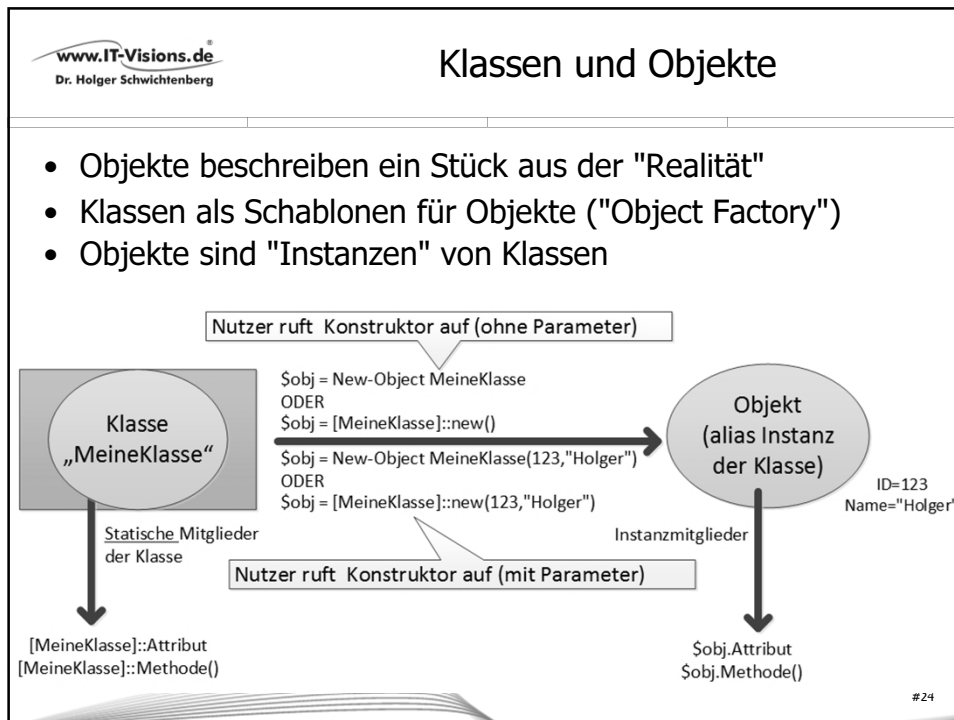 www.IT-Visions.de
®
Dr. Holger Schwichtenberg
Klassen und Objekte
• Objekte beschreiben ein Stück aus der "Realität"
• Klassen als Schablonen für Objekte ("Object Factory")
• Objekte sind "Instanzen" von Klassen
Nutzer ruft Konstruktor auf (ohne Parameter)
Klasse
„MeineKlasse“
$obj = New-Object MeineKlasse
ODER
$obj = [MeineKlasse]::new()
$obj = New-Object MeineKlasse(123,"Holger")
ODER
$obj = [MeineKlasse]::new(123,"Holger")
Objekt
(alias Instanz
der Klasse)
ID=123
Name="Holger"
Statische Mitglieder
der Klasse
Instanzmitglieder
Nutzer ruft Konstruktor auf (mit Parameter)
[MeineKlasse]::Attribut
[MeineKlasse]::Methode()
$obj.Attribut
$obj.Methode()
#24